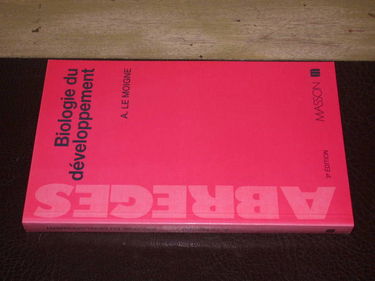 Biologie du
développement
A. LE MOIGNE
MASSON
3e ÉDITION
ABREGES